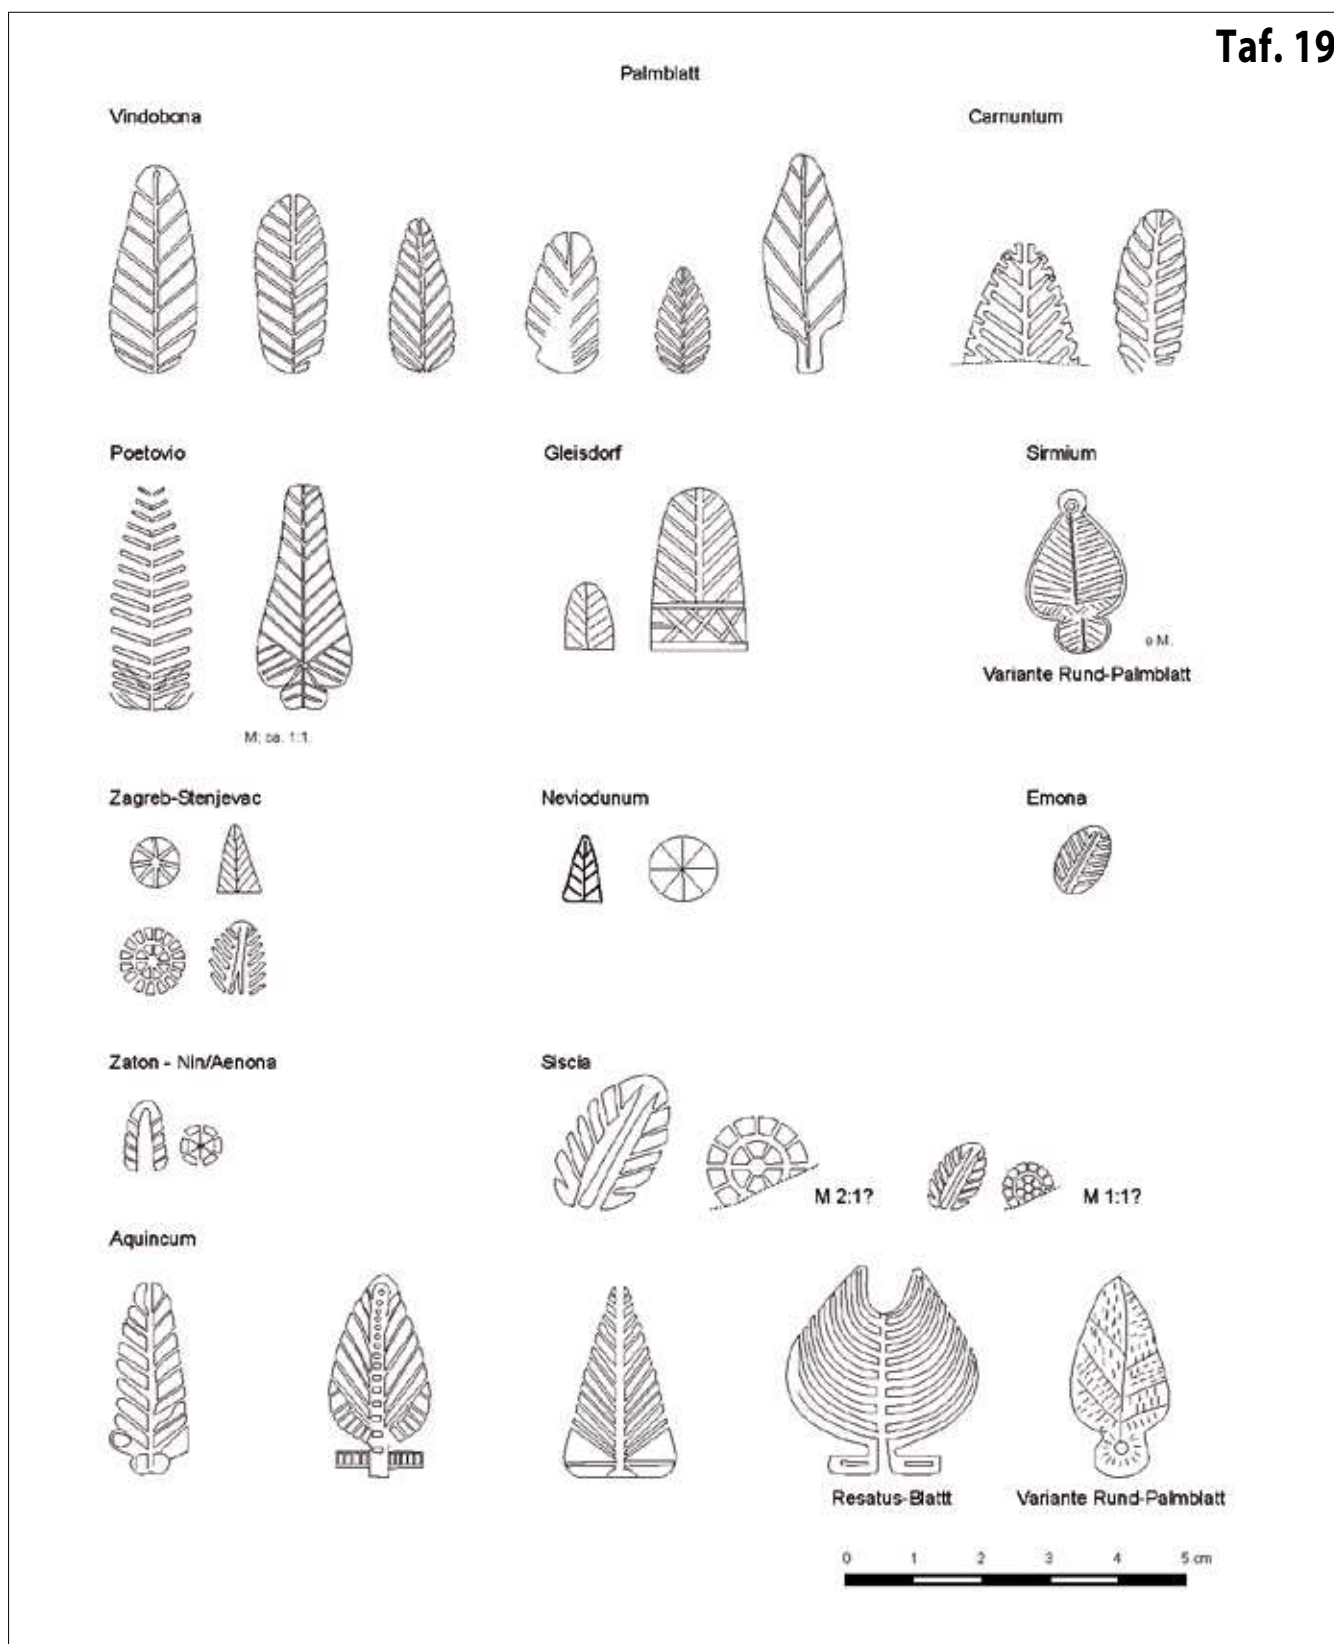 Taf. 19
Palmblatt
Vindobona
Carnuntum
Poetovio
Gleisdorf
Sirmium
o.M.
Variante Rund-Palmblatt
M: ca. 1:1.
Zagreb-Stenjevac
Neviodunum
Emona
Zaton - Nin/Aenona
Siscia
M 2:1?
M 1:1?
Aquincum
Resatus-Blattt
Variante Rund-Palmblatt
0 1 2 3 4 5 cm